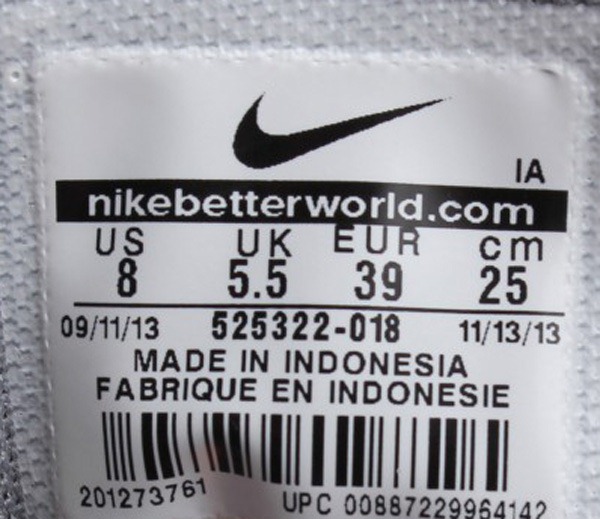 IA
nikebetterworld.com
US UK EUR cm
8 5.5 39 25
09/11/13 525322-018 11/13/13
MADE IN INDONESIA
FABRIQUE EN INDONESIE
201273761 UPC 00887229964142